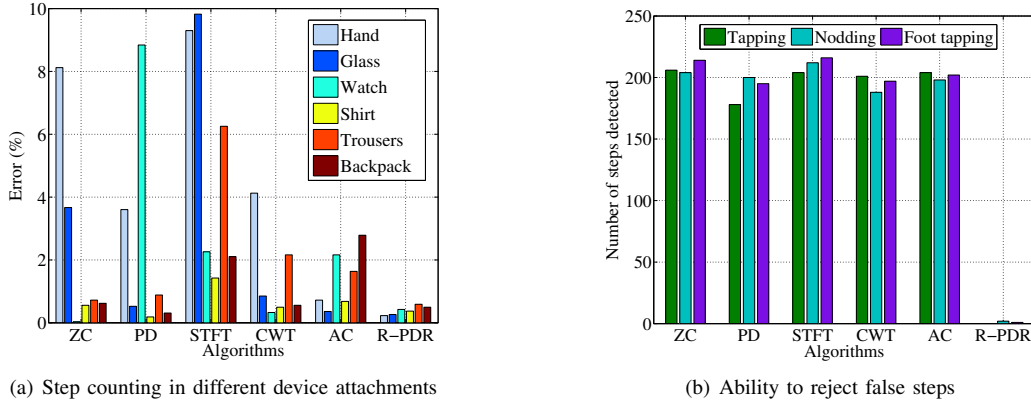 10
8
6
4
2
0
Error (%)
Hand
Glass
Watch
Shirt
Trousers
Backpack
ZC PD STFT CWT AC R−PDR
Algorithms
(a) Step counting in different device attachments
250
200
150
100
50
0
Number of steps detected
Tapping Nodding Foot tapping
ZC PD STFT CWT AC R−PDR
Algorithms
(b) Ability to reject false steps